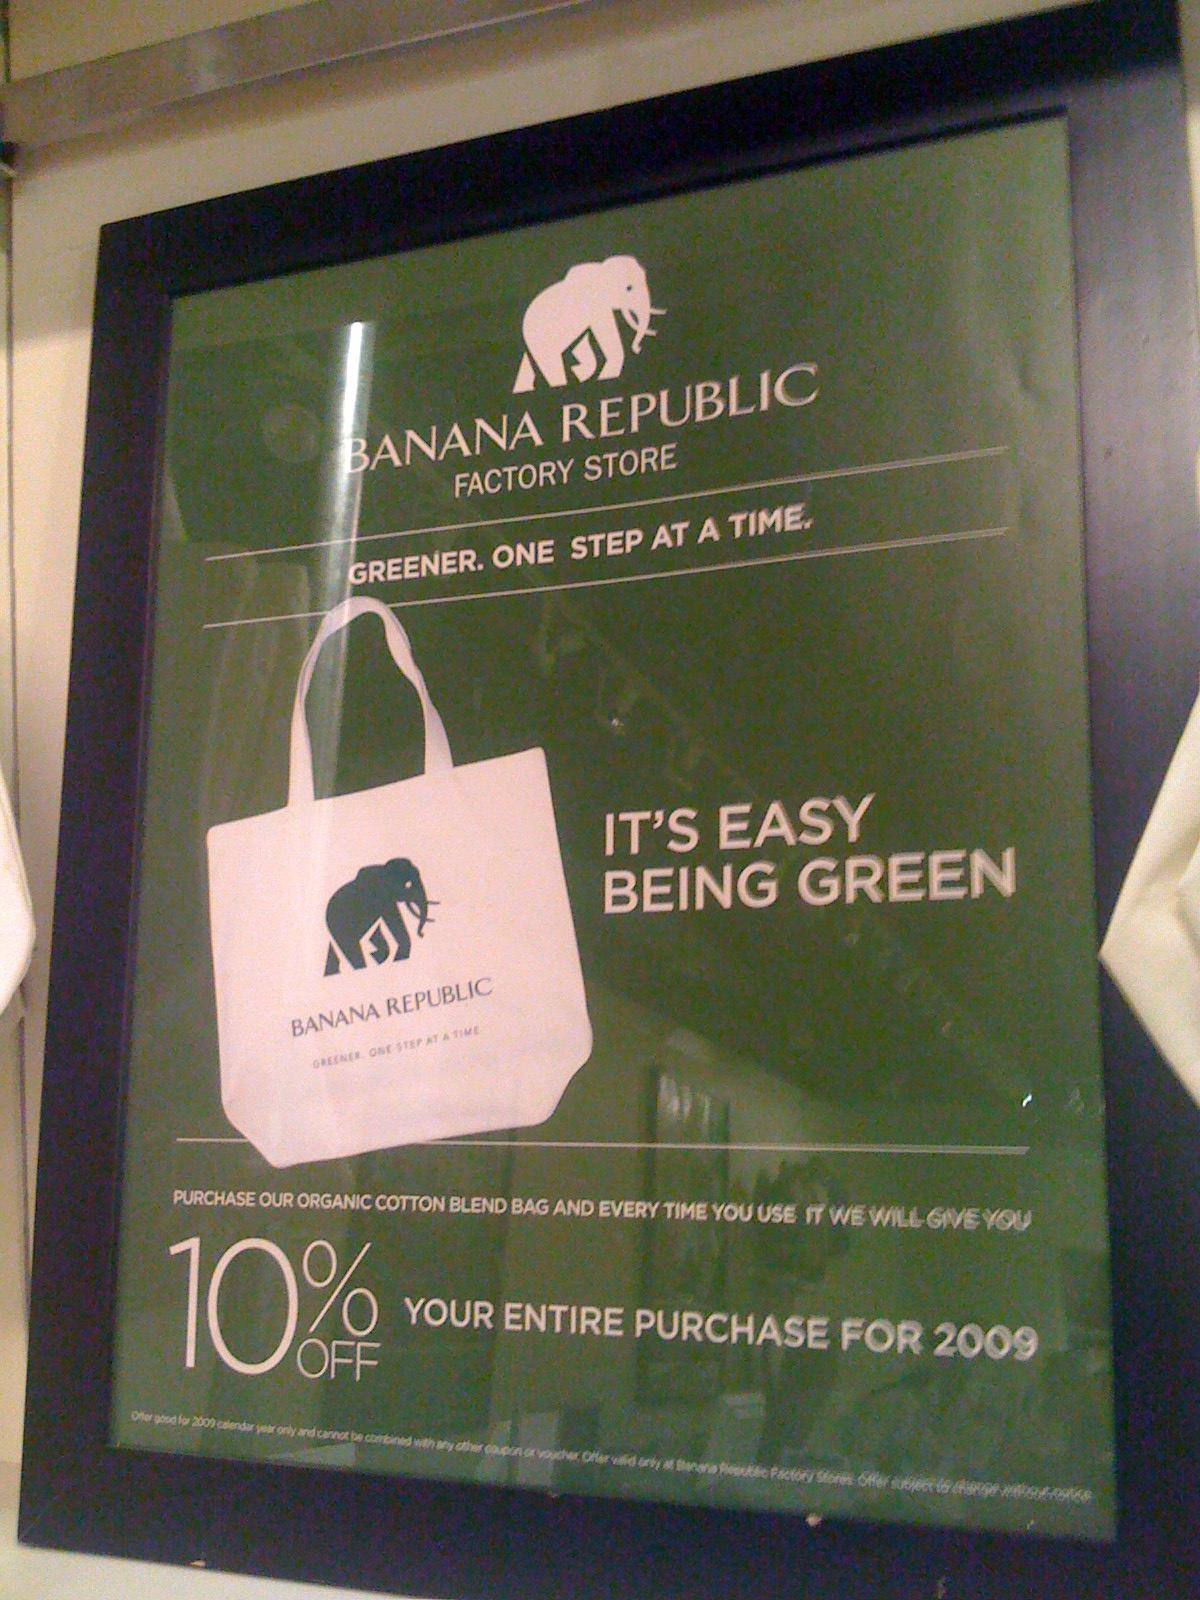 BANANA REPUBLIC
FACTORY STORE
GREENER. ONE STEP AT A TIME.
IT'S EASY
BEING GREEN
BANANA REPUBLIC
GREENER. ONE STEP AT A TIME
PURCHASE OUR ORGANIC COTTON BLEND BAG AND EVERY TIME YOU USE IT WE WILL GIVE YOU
10% OFF YOUR ENTIRE PURCHASE FOR 2009
Offer good for 2009 calendar year only and cannot be combined with any other coupon or voucher. Offer valid only at Banana Republic Factory Stores. Offer subject to change without notice.